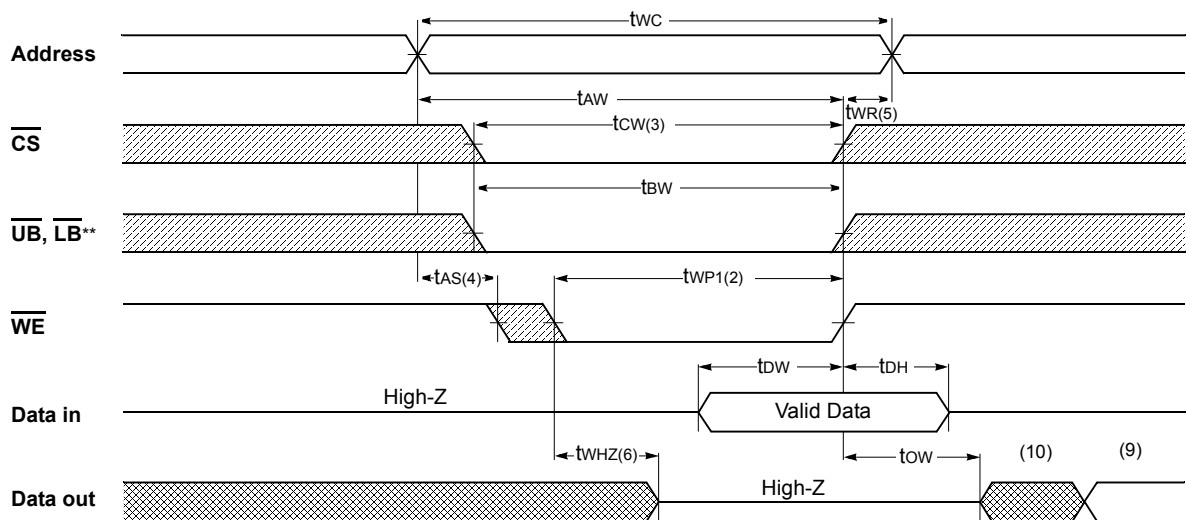 tWC
Address
tAW
tWR(5)
tCW(3)
CS
tBW
UB, LB**
tAS(4)
tWP1(2)
WE
tDW
tDH
High-Z
Valid Data
Data in
tWHZ(6)
tOW
(10)
(9)
High-Z
Data out